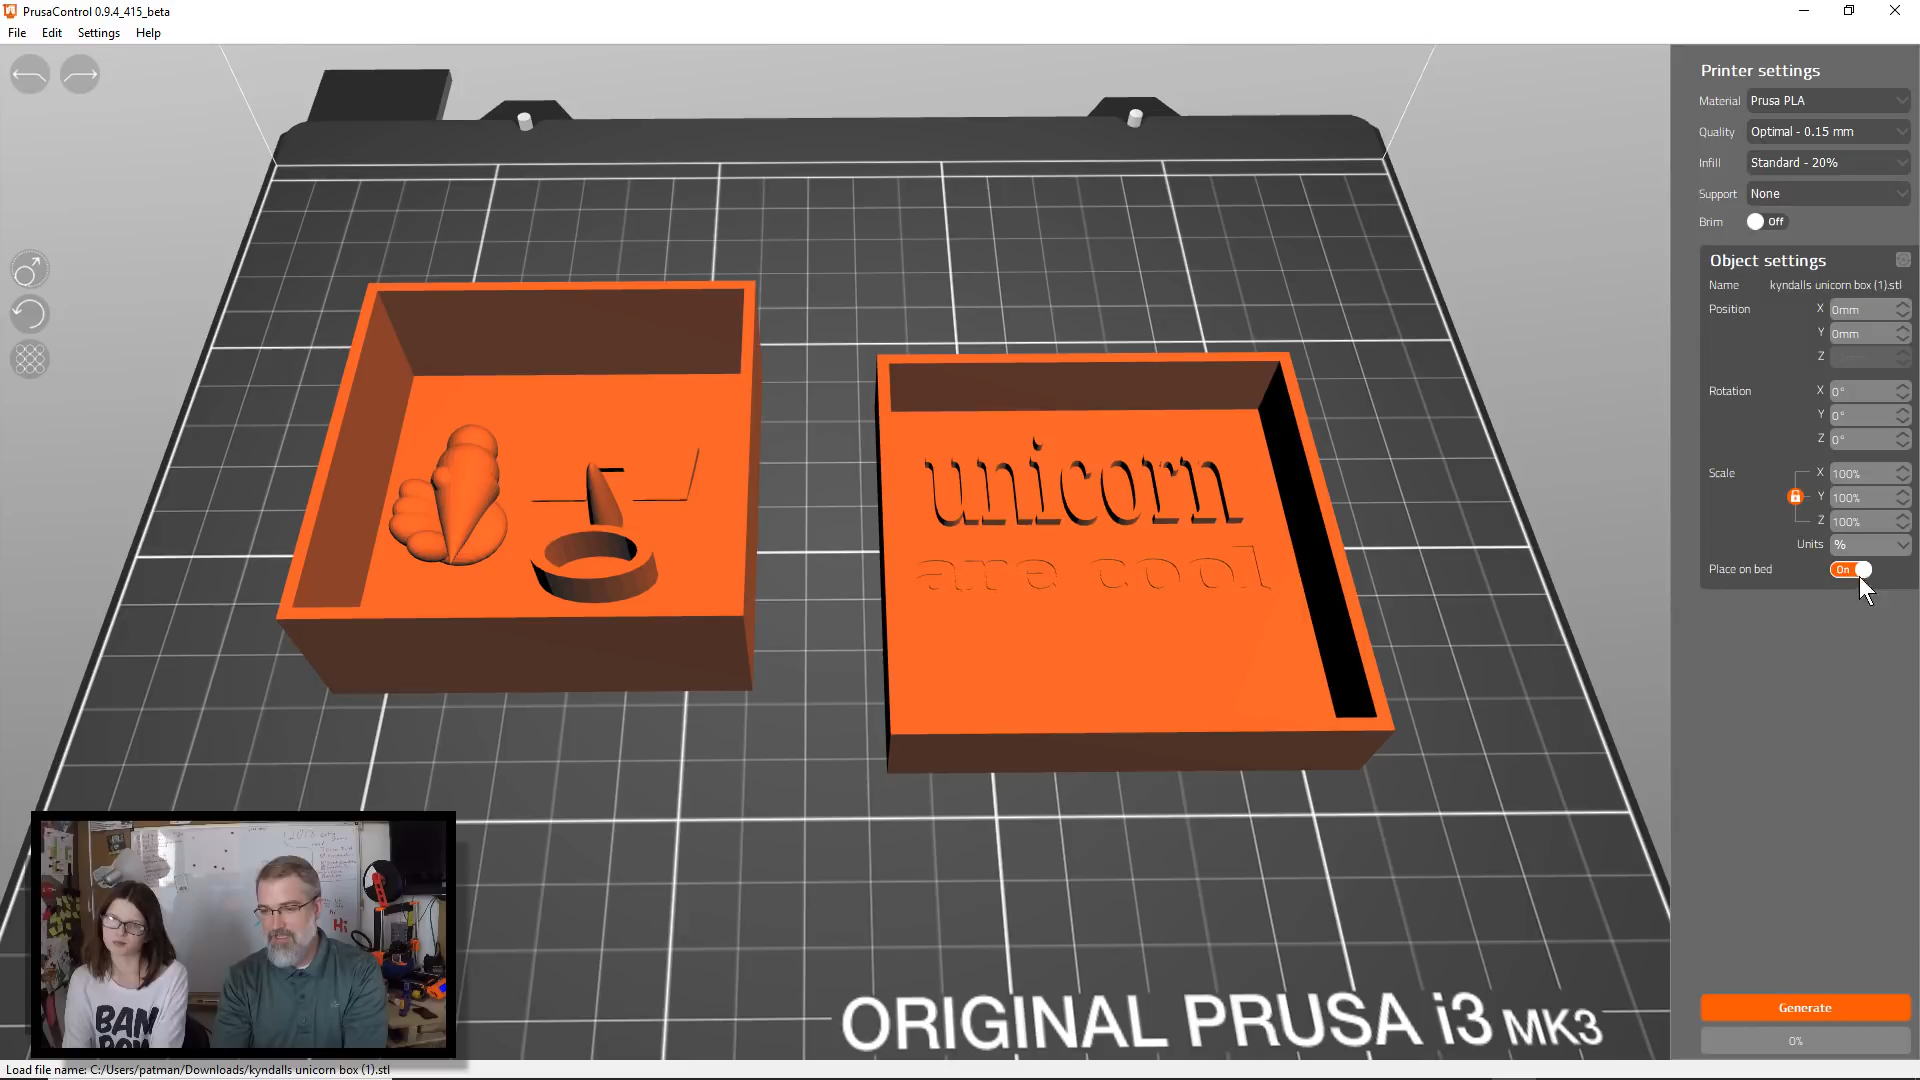 PrusaControl 0.9.4_415_beta
File Edit Settings Help
Printer settings
Material Prusa PLA
Quality Optimal - 0.15 mm
Infill Standard - 20%
Support None
Brim Off
Object settings
Name kyndalls unicorn box (1).stl
Position X 0mm
Y 0mm
Z
Rotation X 0°
Y 0°
Z 0°
Scale X 100%
Y 100%
Z 100%
Units %
Place on bed On
unicorn
are cool
Hi
BAN
ORIGINAL PRUSA i3 MK3
Generate
0%
Load file name: C:/Users/patman/Downloads/kyndalls unicorn box (1).stl